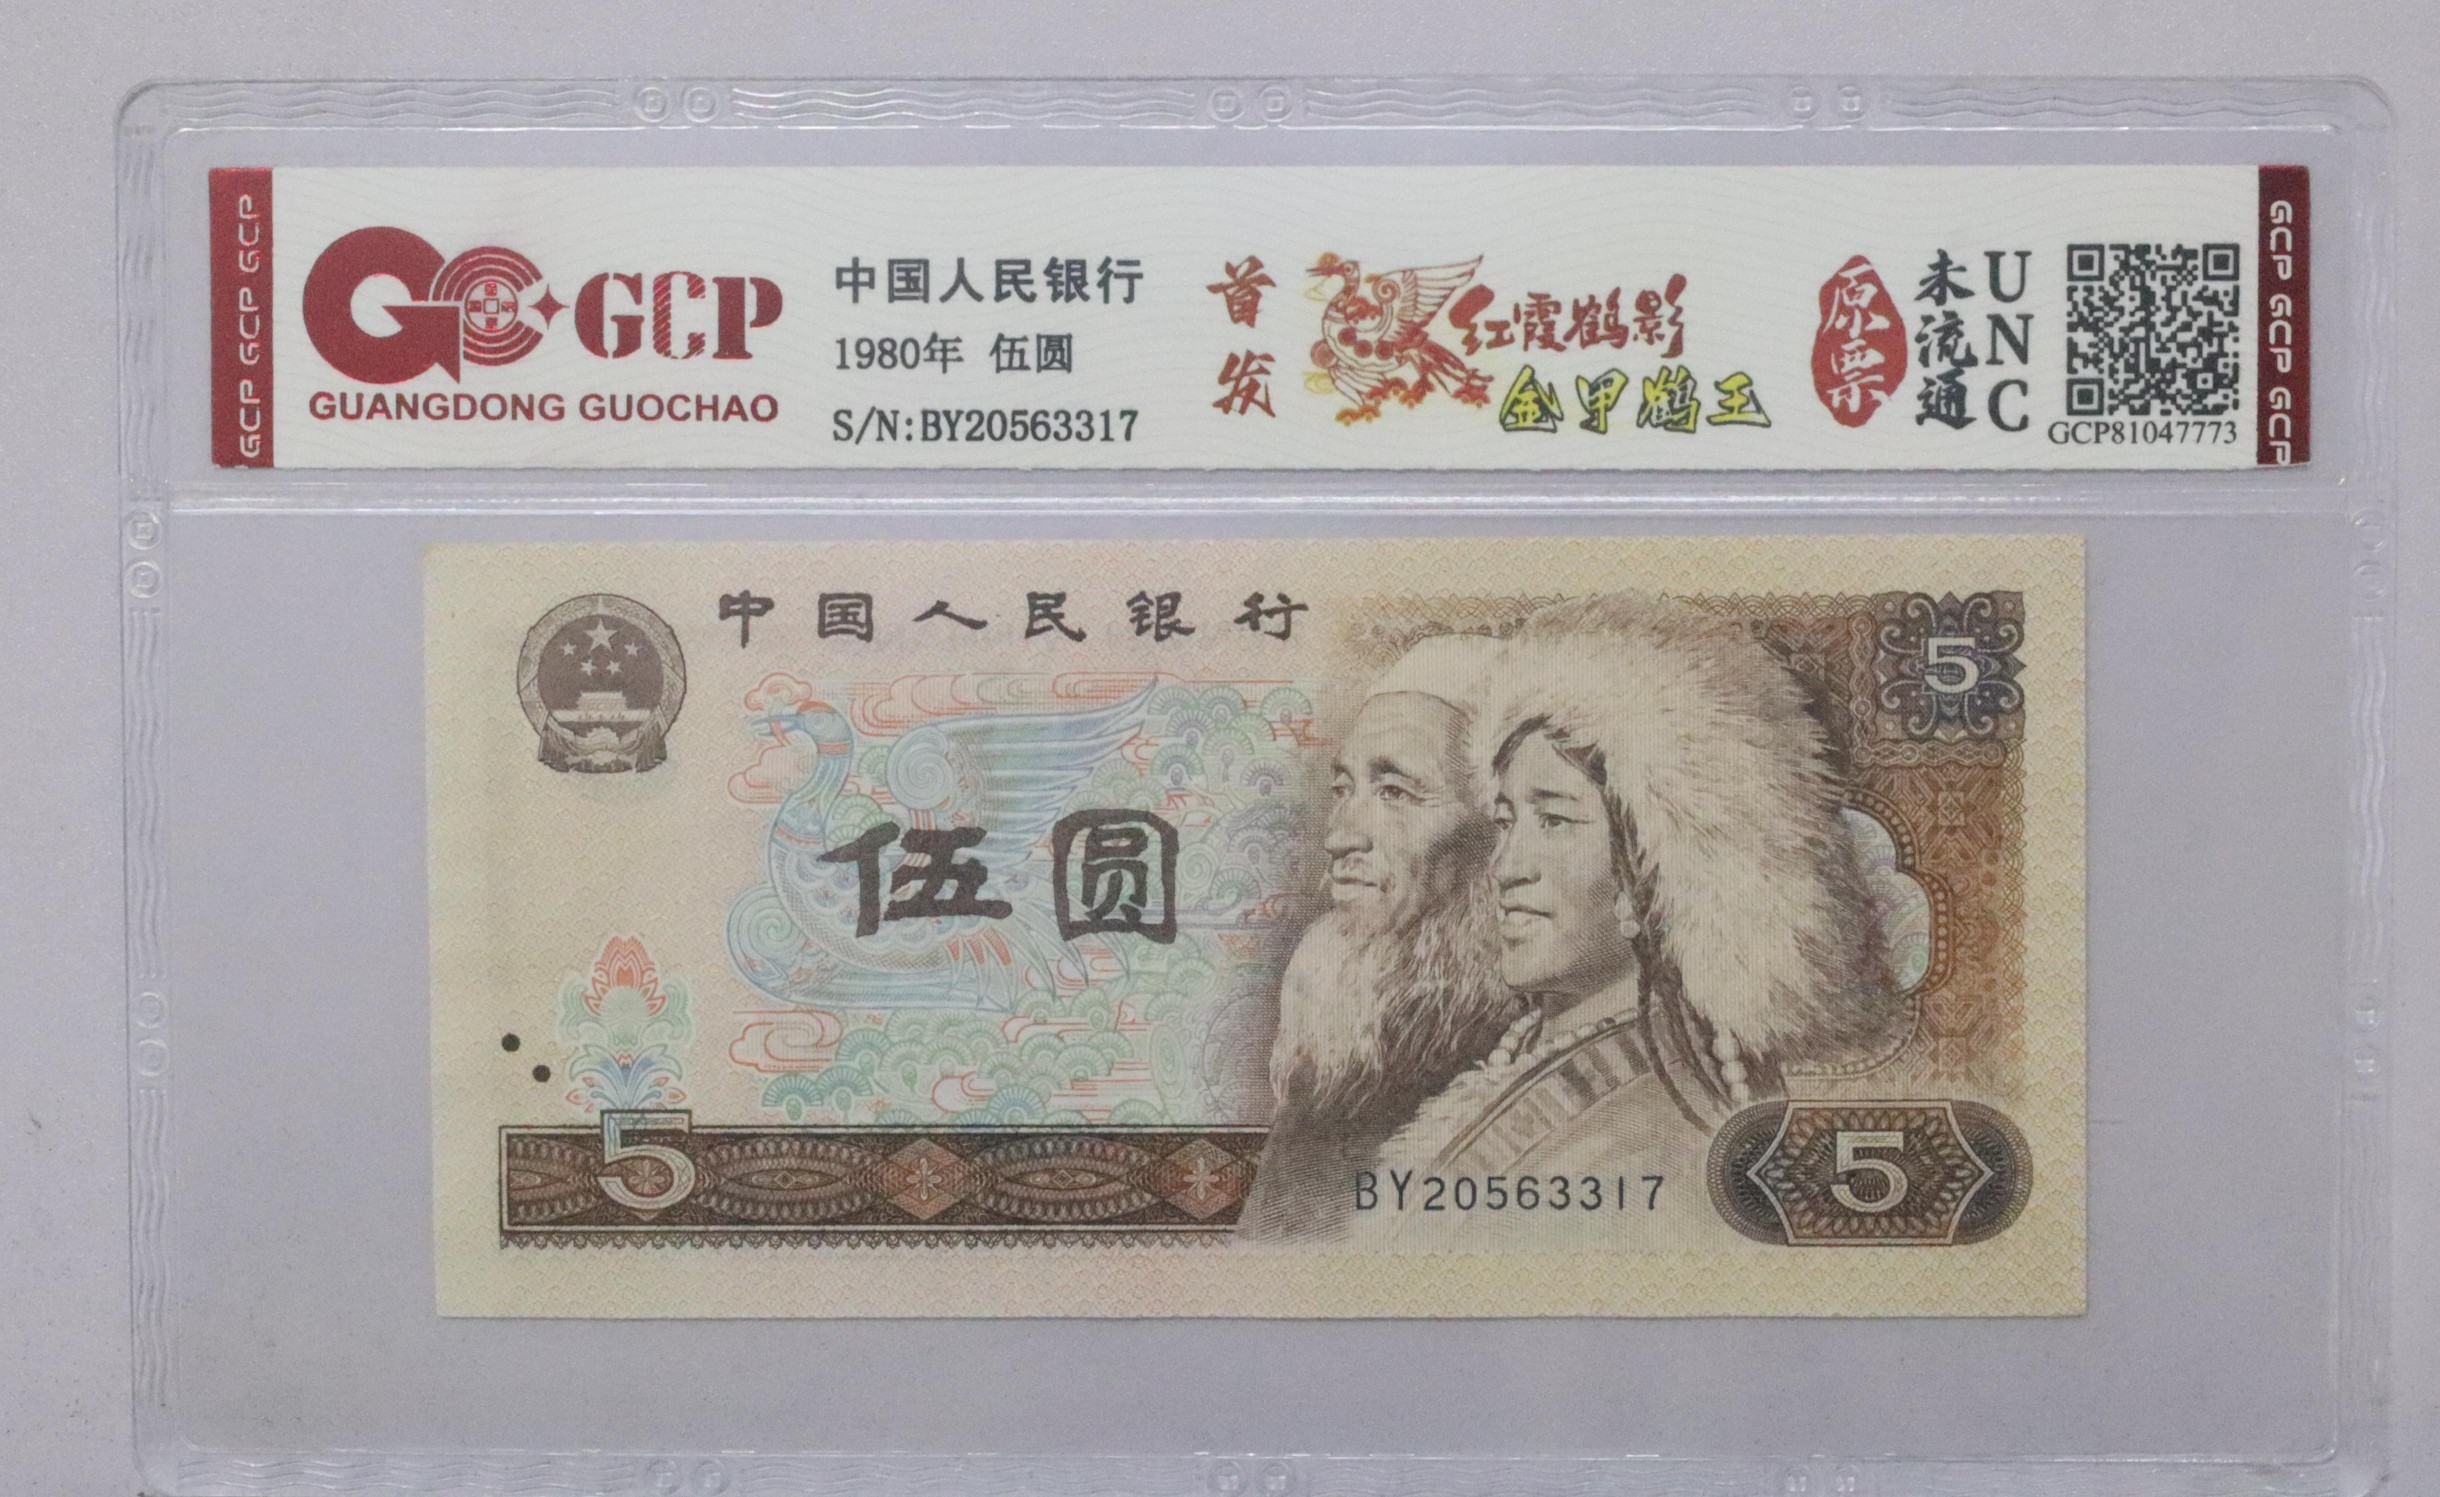 GCP GCP GCP
GCP
GUANGDONG GUOCHAO
中国人民银行
1980年 伍圆
S/N:BY20563317
首发
红霞鹤影
金甲鹤王
原票
未流通
UNC
GCP81047773
GCP GCP GCP
中国人民银行
5
伍圆
5
BY20563317
5